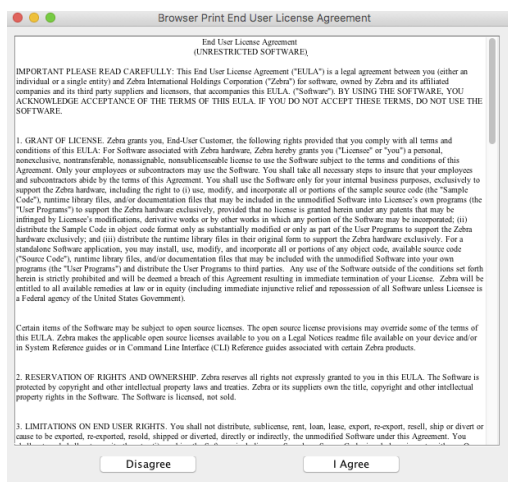 Browser Print End User License Agreement
End User License Agreement
(UNRESTRICTED SOFTWARE)
IMPORTANT PLEASE READ CAREFULLY: This End User License Agreement ("EULA") is a legal agreement between you (either an
individual or a single entity) and Zebra International Holdings Corporation ("Zebra") for software, owned by Zebra and its affiliated
companies and its third party suppliers and licensors, that accompanies this EULA. ("Software"). BY USING THE SOFTWARE, YOU
ACKNOWLEDGE ACCEPTANCE OF THE TERMS OF THIS EULA. IF YOU DO NOT ACCEPT THESE TERMS, DO NOT USE THE
SOFTWARE.
1. GRANT OF LICENSE. Zebra grants you, End-User Customer, the following rights provided that you comply with all terms and
conditions of this EULA: For Software associated with Zebra hardware, Zebra hereby grants you ("Licensee" or "you") a personal,
nonexclusive, nontransferable, nonassignable, nonsublicenseable license to use the Software subject to the terms and conditions of this
Agreement. Only your employees or subcontractors may use the Software. You shall take all necessary steps to insure that your employees
and subcontractors abide by the terms of this Agreement. You shall use the Software only for your internal business purposes, exclusively to
support the Zebra hardware, including the right to (i) use, modify, and incorporate all or portions of the sample source code (the "Sample
Code"), runtime library files, and/or documentation files that may be included in the unmodified Software into Licensee's own programs (the
"User Programs") to support the Zebra hardware exclusively, provided that no license is granted herein under any patents that may be
infringed by Licensee's modifications, derivative works or by other works in which any portion of the Software may be incorporated; (ii)
distribute the Sample Code in object code format only as substantially modified or only as part of the User Programs to support the Zebra
hardware exclusively; and (iii) distribute the runtime library files in their original form to support the Zebra hardware exclusively. For a
standalone Software application, you may install, use, modify, and incorporate all or portions of any object code, available source code
("Source Code"), runtime library files, and/or documentation files that may be included with the unmodified Software into your own
programs (the "User Programs") and distribute the User Programs to third parties. Any use of the Software outside of the conditions set forth
herein is strictly prohibited and will be deemed a breach of this Agreement resulting in immediate termination of your License. Zebra will be
entitled to all available remedies at law or in equity (including immediate injunctive relief and repossession of all Software unless Licensee is
a Federal agency of the United States Government).
Certain items of the Software may be subject to open source licenses. The open source license provisions may override some of the terms of
this EULA. Zebra makes the applicable open source licenses available to you on a Legal Notices readme file available on your device and/or
in System Reference guides or in Command Line Interface (CLI) Reference guides associated with certain Zebra products.
2. RESERVATION OF RIGHTS AND OWNERSHIP. Zebra reserves all rights not expressly granted to you in this EULA. The Software is
protected by copyright and other intellectual property laws and treaties. Zebra or its suppliers own the title, copyright and other intellectual
property rights in the Software. The Software is licensed, not sold.
3. LIMITATIONS ON END USER RIGHTS. You shall not distribute, sublicense, rent, loan, lease, export, re-export, resell, ship or divert or
cause to be exported, re-exported, resold, shipped or diverted, directly or indirectly, the unmodified Software under this Agreement. You
Disagree
I Agree